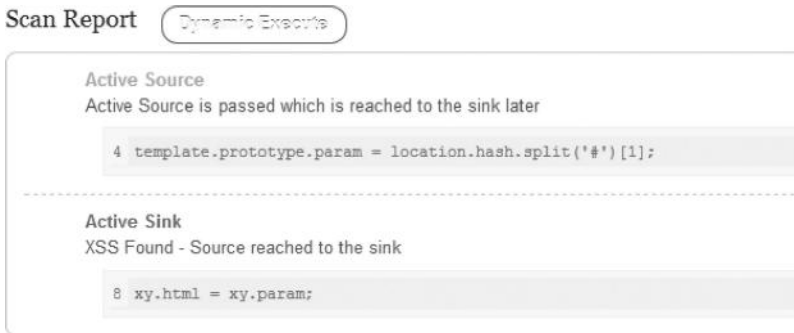 Scan Report
Dynamic Execute
Active Source
Active Source is passed which is reached to the sink later
4 template.prototype.param = location.hash.split('#')[1];
Active Sink
XSS Found - Source reached to the sink
8 xy.html = xy.param;